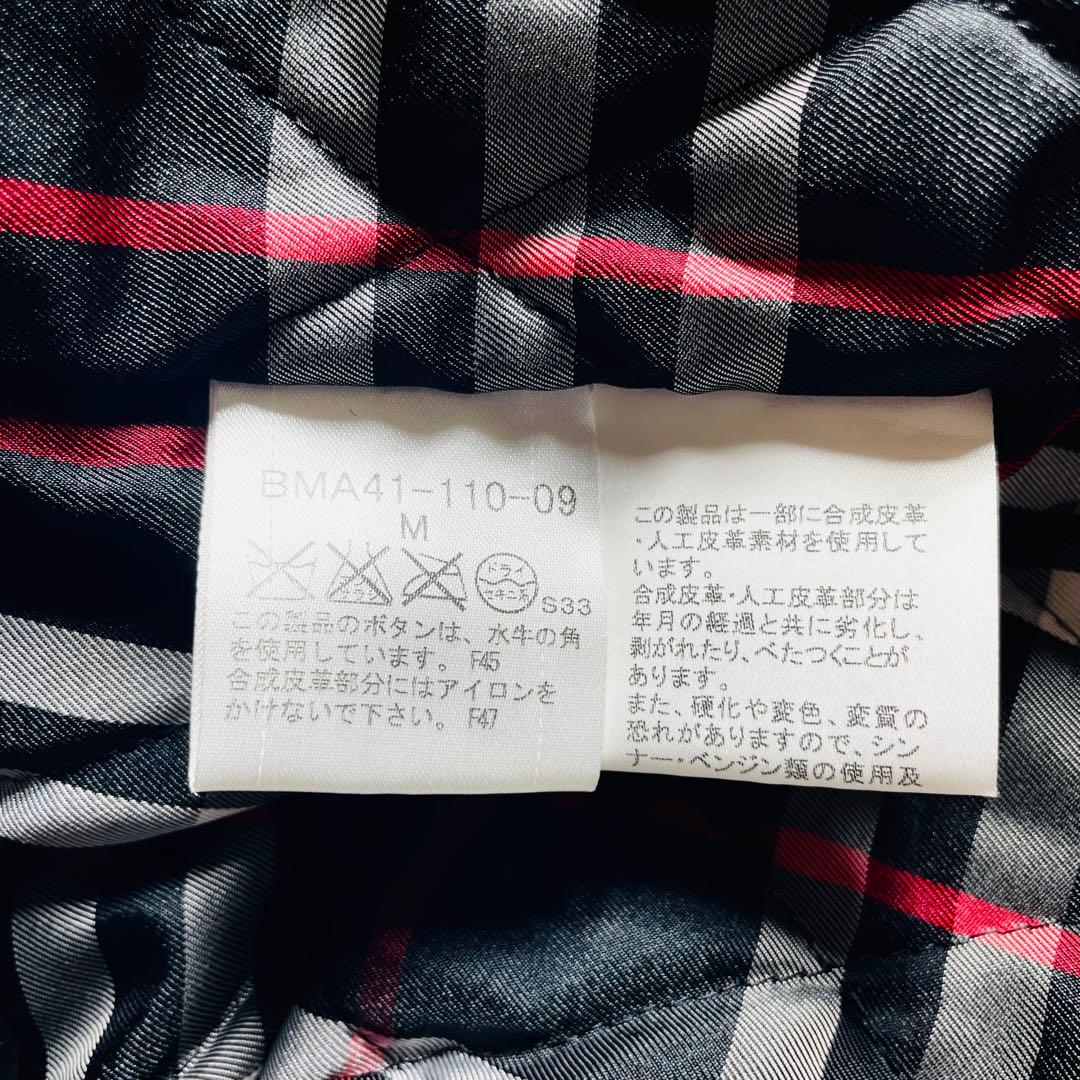 BMA41-110-09
M
エンソ
サラシ
ドライ
セキユ系
S33
この製品のボタンは、水牛の角
を使用しています。 F45
合成皮革部分にはアイロンを
かけないで下さい。 F47
この製品は一部に合成皮革
・人工皮革素材を使用して
います。
合成皮革・人工皮革部分は
年月の経過と共に劣化し、
剥がれたり、べたつくことが
あります。
また、硬化や変色、変質の
恐れがありますので、シン
ナー・ベンジン類の使用及